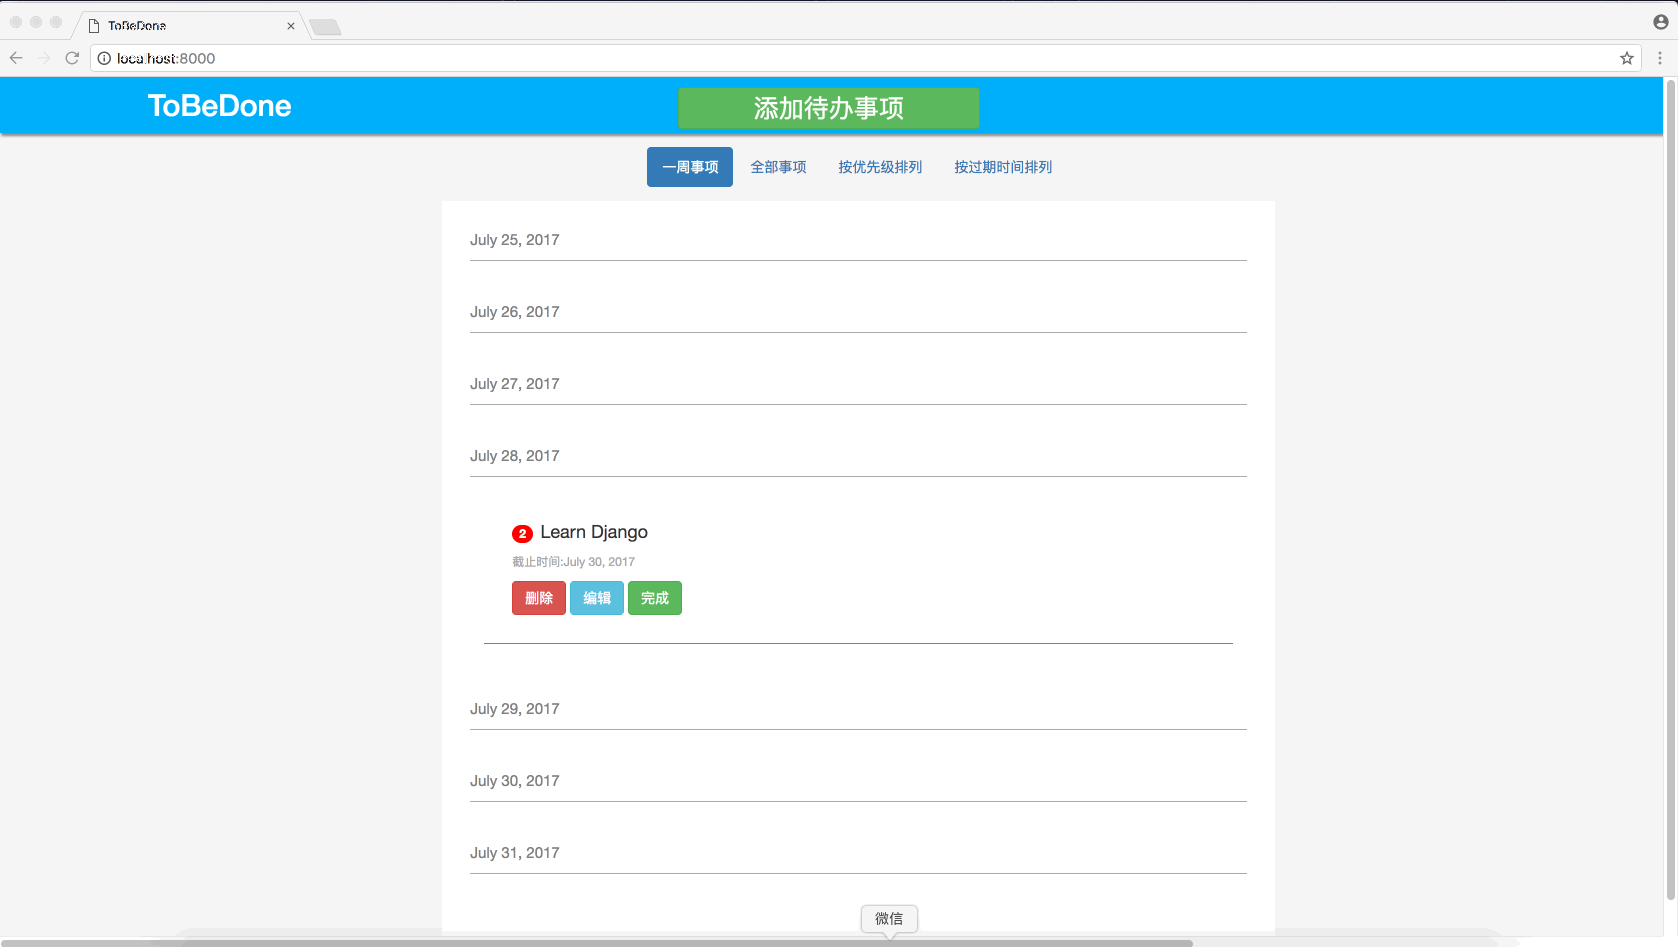 ToBeDone
localhost:8000
ToBeDone
添加待办事项
一周事项 全部事项 按优先级排列 按过期时间排列
July 25, 2017
July 26, 2017
July 27, 2017
July 28, 2017
2 Learn Django
截止时间:July 30, 2017
删除 编辑 完成
July 29, 2017
July 30, 2017
July 31, 2017
微信